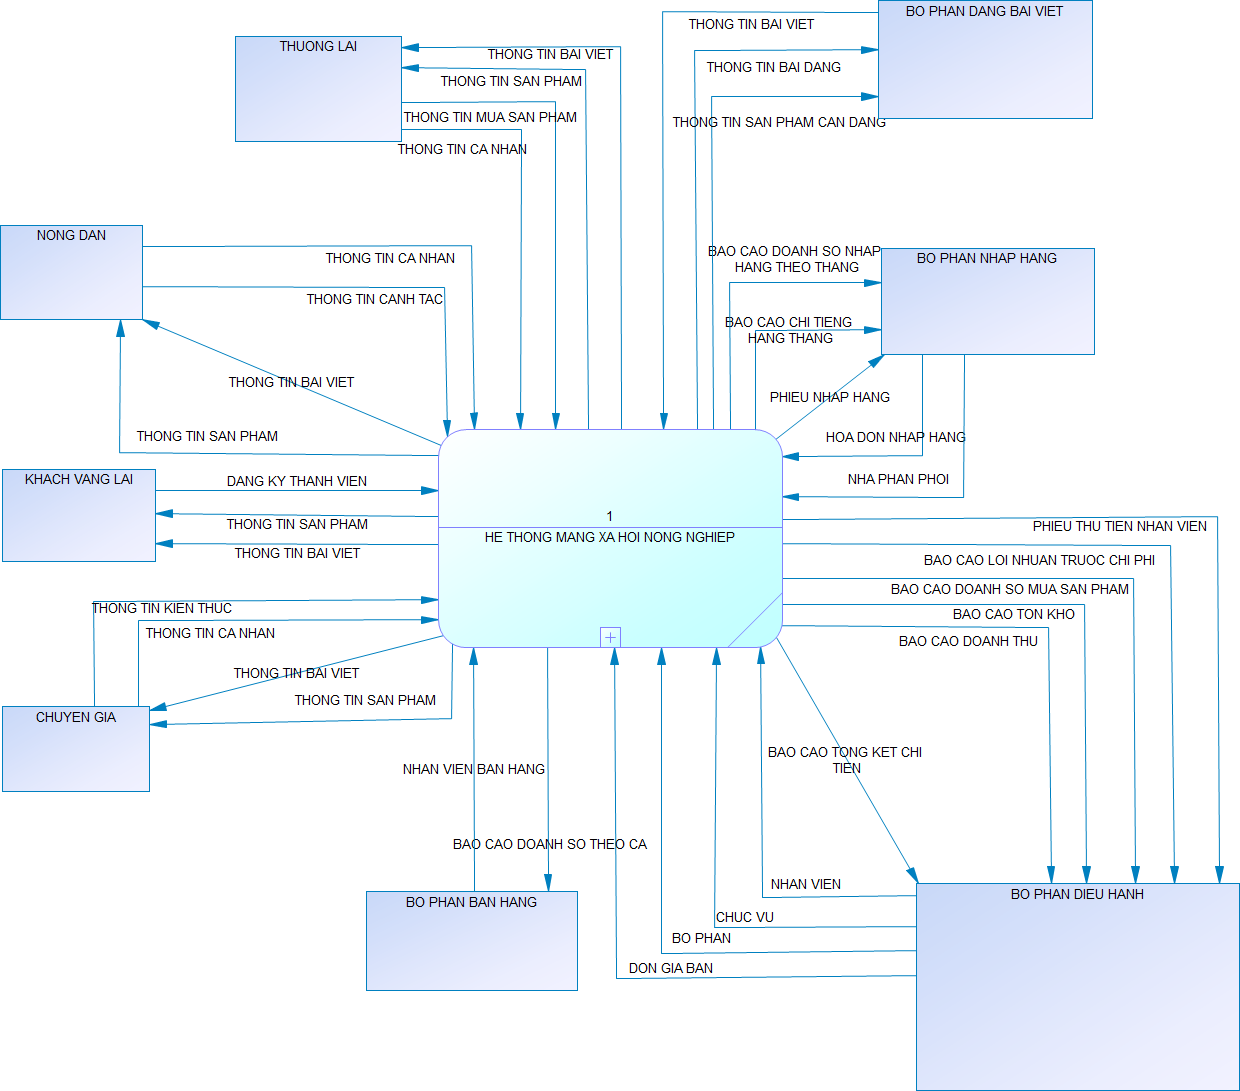 BO PHAN DANG BAI VIET
THONG TIN BAI VIET
THUONG LAI
THONG TIN BAI VIET
THONG TIN BAI DANG
THONG TIN SAN PHAM
THONG TIN MUA SAN PHAM
THONG TIN SAN PHAM CAN DANG
THONG TIN CA NHAN
NONG DAN
THONG TIN CA NHAN
BAO CAO DOANH SO NHAP
HANG THEO THANG
BO PHAN NHAP HANG
THONG TIN CANH TAC
BAO CAO CHI TIENG
HANG THANG
THONG TIN BAI VIET
PHIEU NHAP HANG
THONG TIN SAN PHAM
HOA DON NHAP HANG
KHACH VANG LAI
DANG KY THANH VIEN
NHA PHAN PHOI
THONG TIN SAN PHAM
1
PHIEU THU TIEN NHAN VIEN
HE THONG MANG XA HOI NONG NGHIEP
THONG TIN BAI VIET
BAO CAO LOI NHUAN TRUOC CHI PHI
BAO CAO DOANH SO MUA SAN PHAM
THONG TIN KIEN THUC
BAO CAO TON KHO
THONG TIN CA NHAN
BAO CAO DOANH THU
THONG TIN BAI VIET
THONG TIN SAN PHAM
CHUYEN GIA
BAO CAO TONG KET CHI
TIEN
NHAN VIEN BAN HANG
BAO CAO DOANH SO THEO CA
NHAN VIEN
BO PHAN DIEU HANH
BO PHAN BAN HANG
CHUC VU
BO PHAN
DON GIA BAN